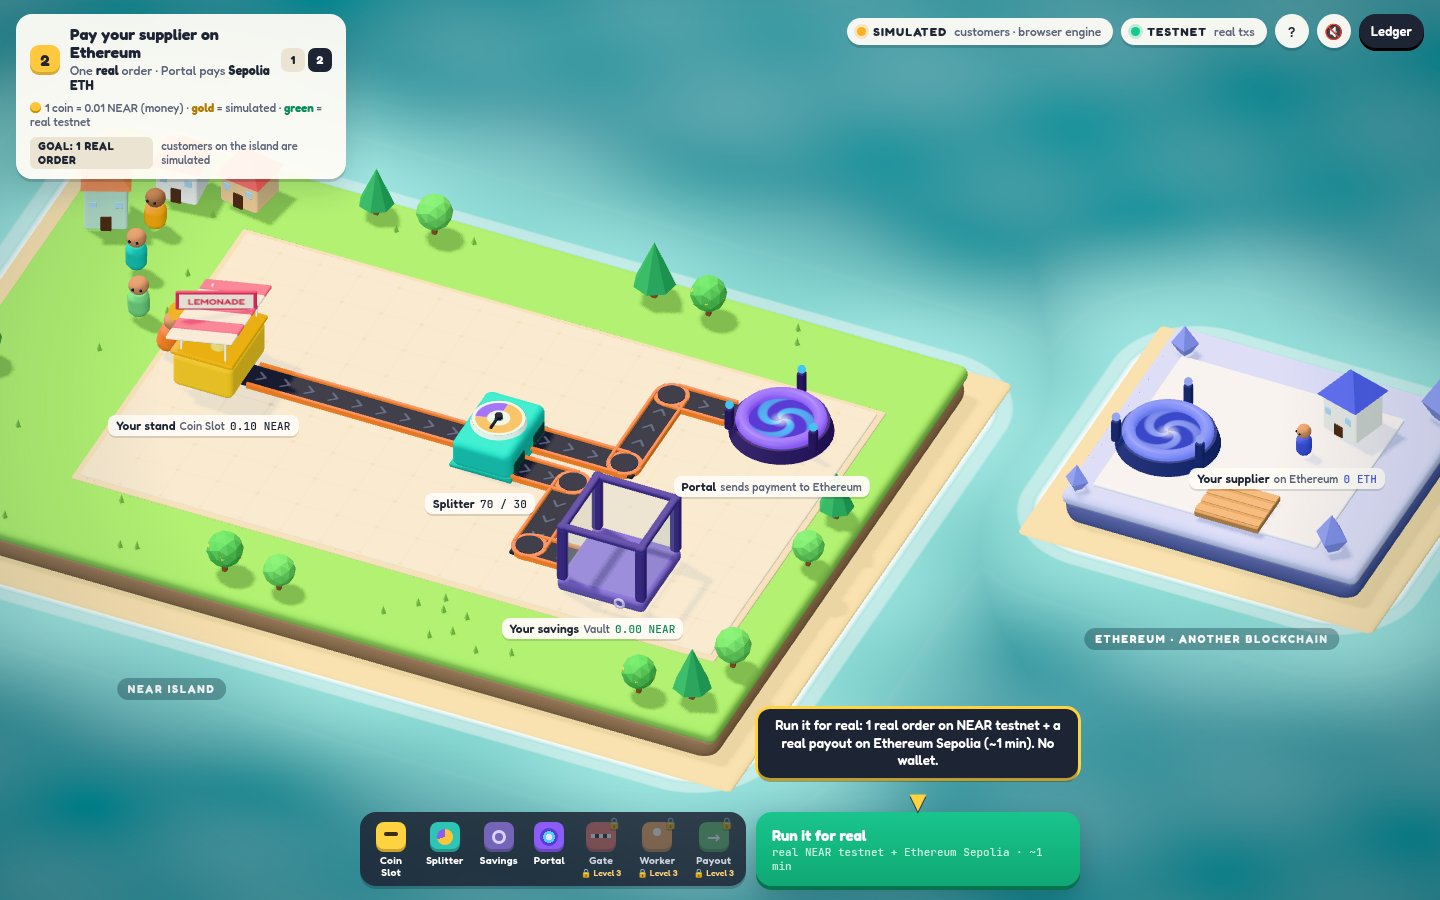 2
Pay your supplier on
Ethereum
One real order · Portal pays Sepolia
ETH
1 2
1 coin = 0.01 NEAR (money) · gold = simulated · green =
real testnet
GOAL: 1 REAL
ORDER
customers on the island are
simulated
SIMULATED customers · browser engine
TESTNET real txs
?
Ledger
LEMONADE
Your stand Coin Slot 0.10 NEAR
Splitter 70 / 30
Portal sends payment to Ethereum
Your supplier on Ethereum 0 ETH
Your savings Vault 0.00 NEAR
ETHEREUM · ANOTHER BLOCKCHAIN
NEAR ISLAND
Run it for real: 1 real order on NEAR testnet + a
real payout on Ethereum Sepolia (~1 min). No
wallet.
Coin
Slot
Splitter
Savings
Portal
Gate
Level 3
Worker
Level 3
Payout
Level 3
Run it for real
real NEAR testnet + Ethereum Sepolia · ~1
min